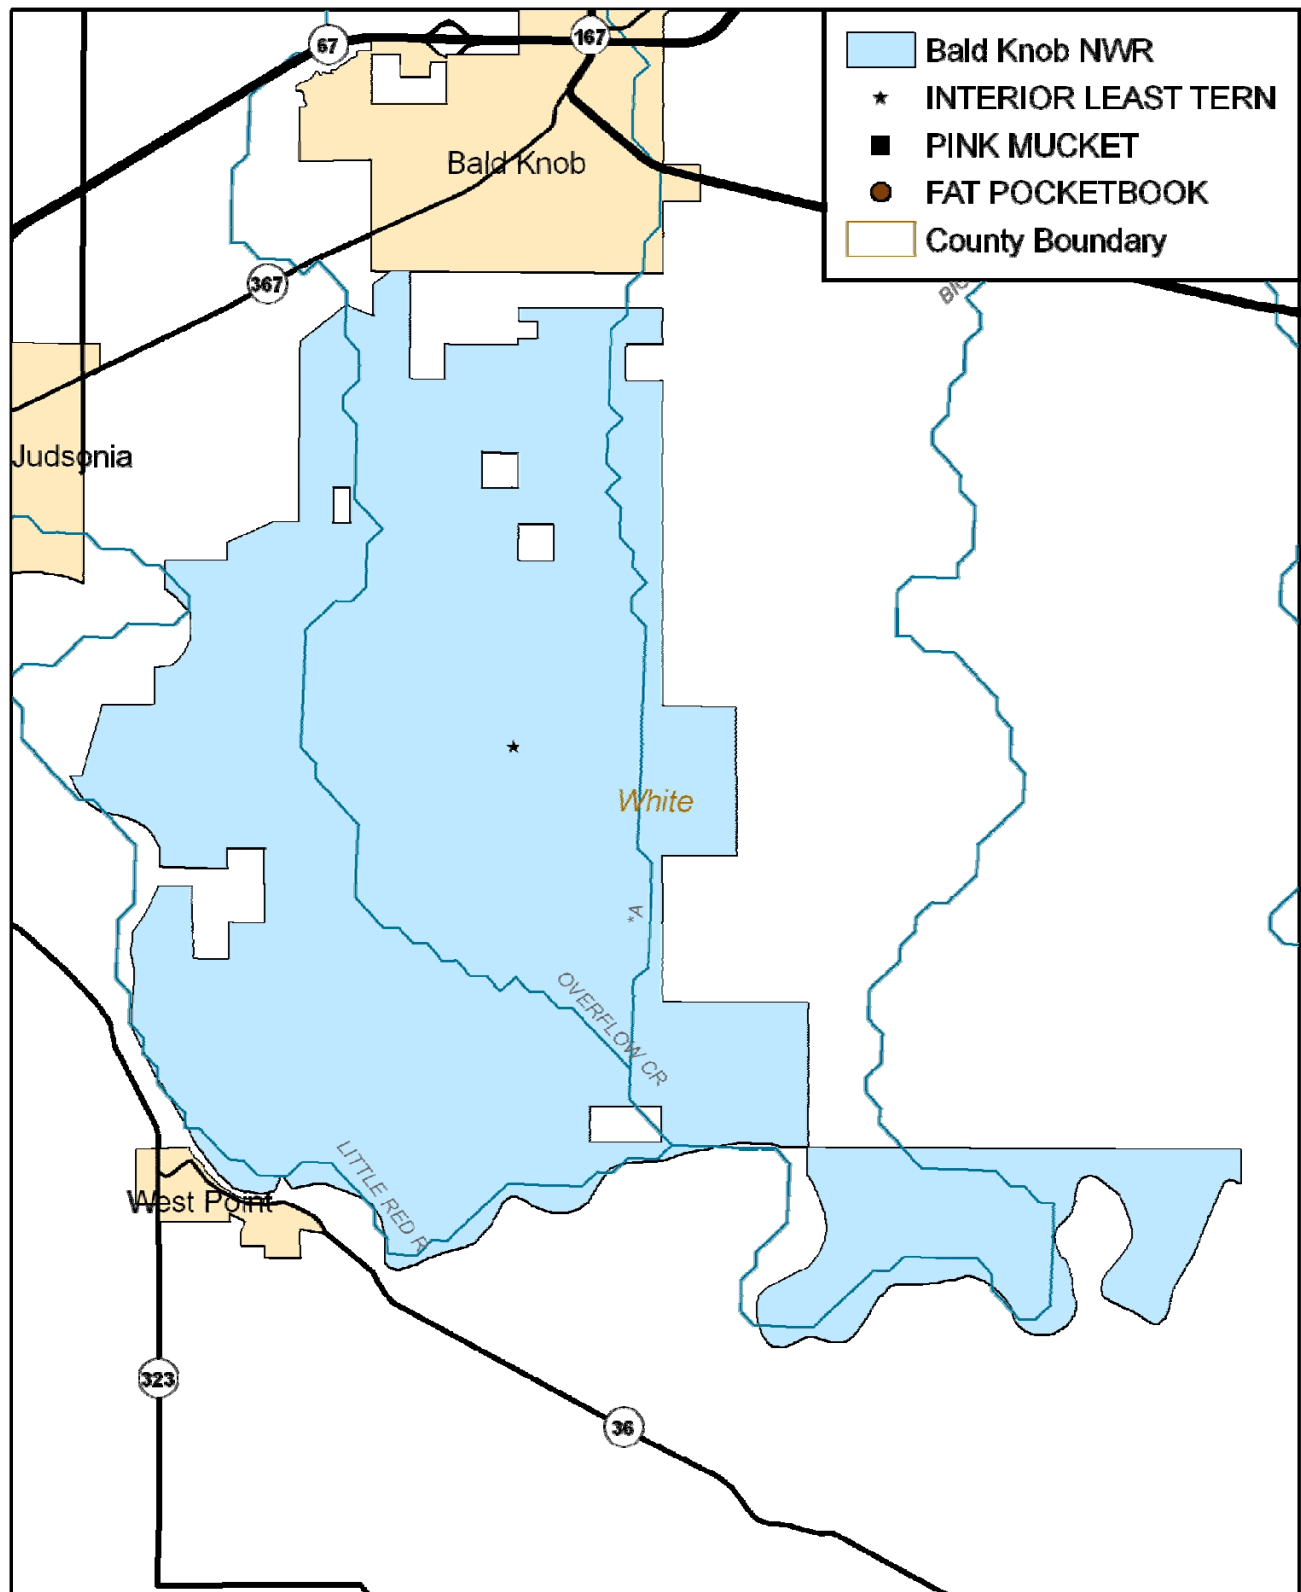 67
167
Bald Knob NWR
INTERIOR LEAST TERN
PINK MUCKET
FAT POCKETBOOK
County Boundary
Bald Knob
367
Judsonia
White
OVERFLOW CR
LITTLE RED R
West Point
323
36